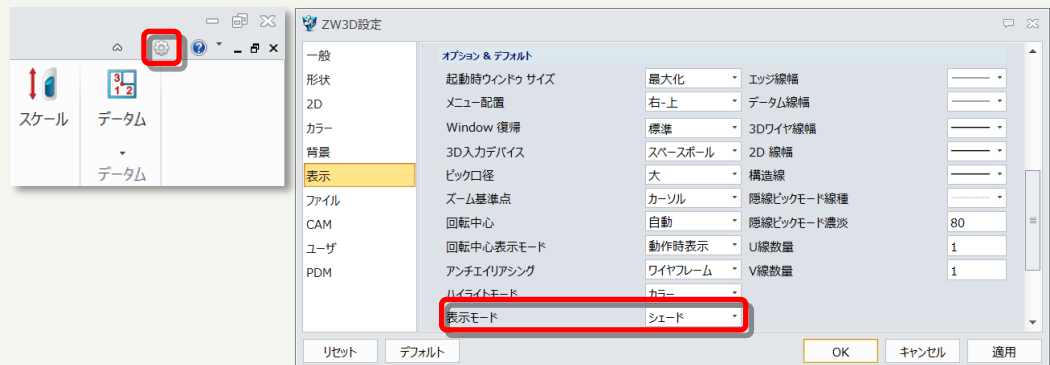 スケール
3
1 2
データム
データム
ZW3D設定
一般
形状
2D
カラー
背景
表示
ファイル
CAM
ユーザ
PDM
オプション & デフォルト
起動時ウィンドゥ サイズ 最大化 エッジ線幅
メニュー配置 右-上 データム線幅
Window 復帰 標準 3Dワイヤ線幅
3D入力デバイス スペースボール 2D 線幅
ピック口径 大 構造線
ズーム基準点 カーソル 隠線ピックモード線種
回転中心 自動 隠線ピックモード濃淡 80
回転中心表示モード 動作時表示 U線数量 1
アンチエイリアシング ワイヤフレーム V線数量 1
ハイライトモード カラー
表示モード シェード
リセット デフォルト OK キャンセル 適用